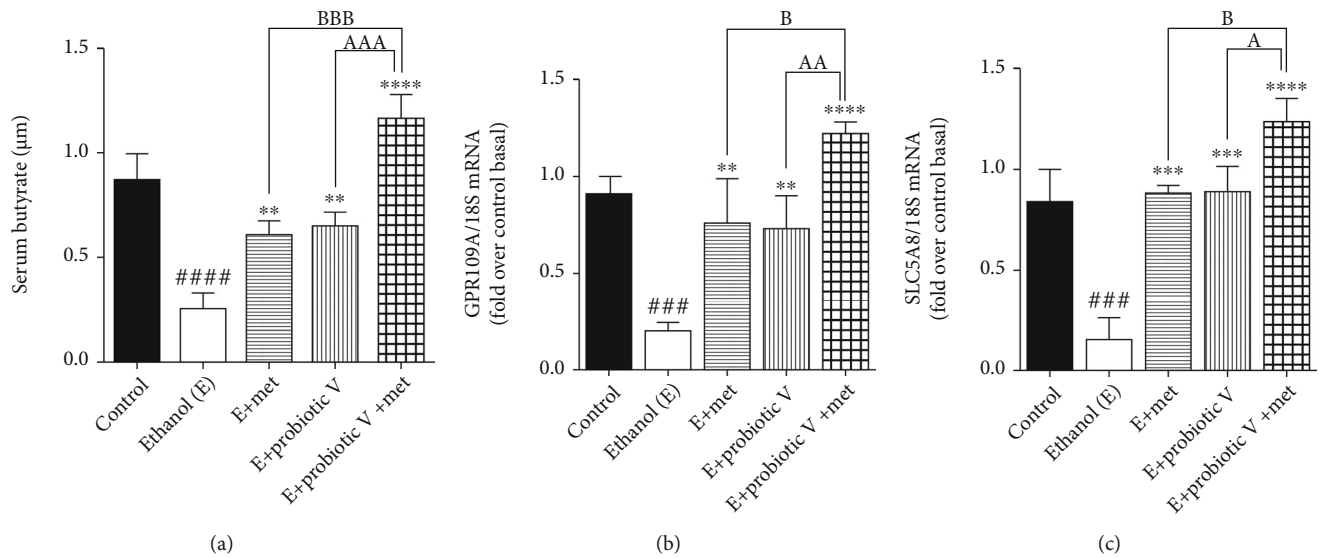 BBB
AAA
1.5
****
Serum butyrate (μm)
1.0
**
**
0.5
####
0.0
Control
Ethanol (E)
E+met
E+probiotic V
E+probiotic V +met
(a)
B
AA
1.5
****
GPR109A/18S mRNA
(fold over control basal)
1.0
**
**
0.5
###
0.0
Control
Ethanol (E)
E+met
E+probiotic V
E+probiotic V +met
(b)
B
A
1.5
****
SLC5A8/18S mRNA
(fold over control basal)
1.0
***
***
0.5
###
0.0
Control
Ethanol (E)
E+met
E+probiotic V
E+probiotic V +met
(c)